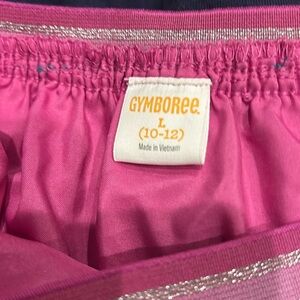 GYMBOREE.
L
(10-12)
Made in Vietnam